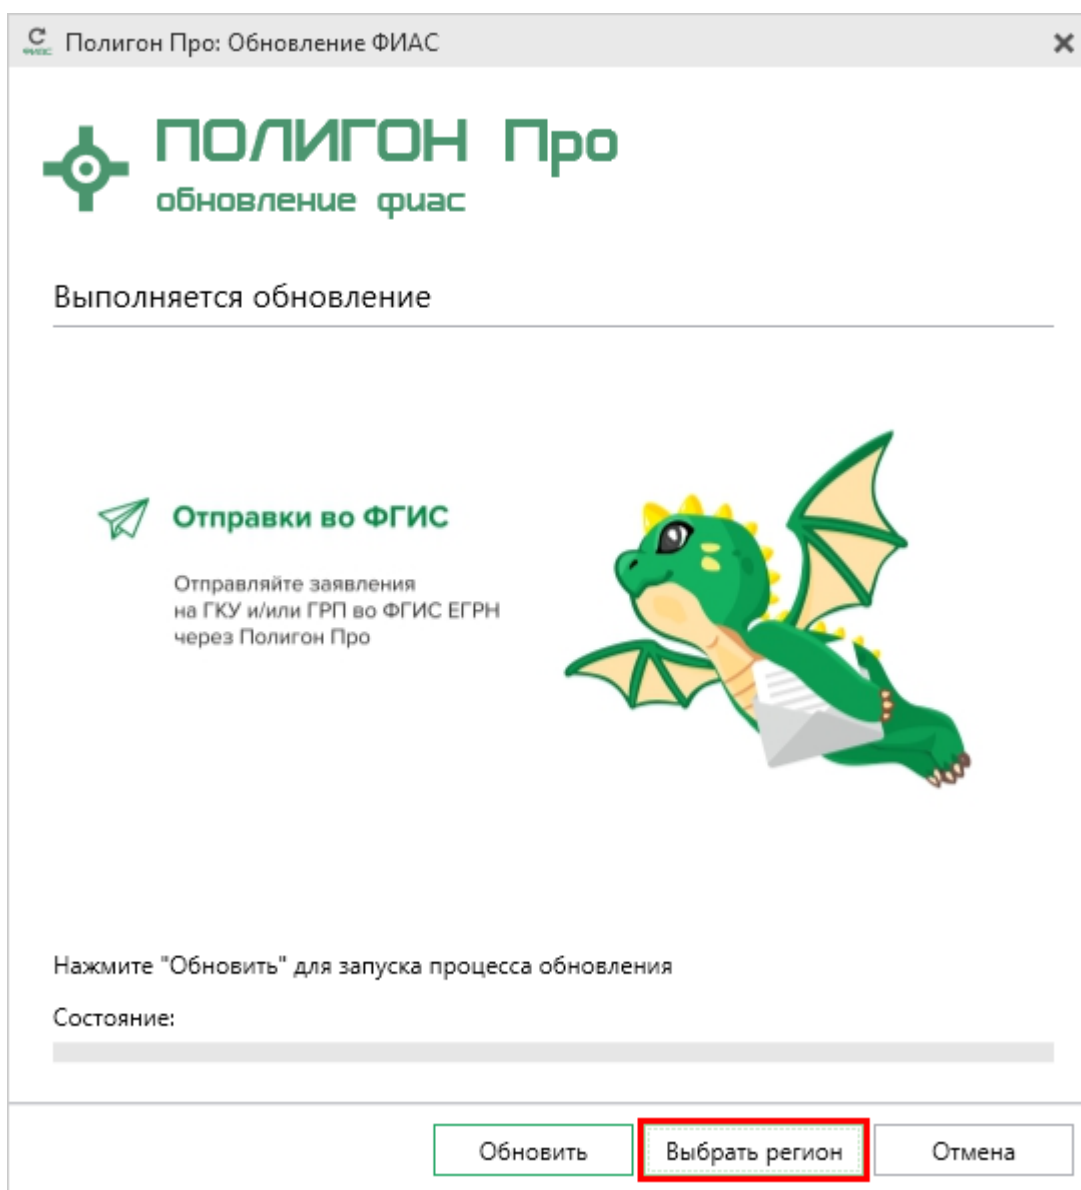 Полигон Про: Обновление ФИАС
ФИАС
ПОЛИГОН Про
обновление фиас
Выполняется обновление
Отправки во ФГИС
Отправляйте заявления
на ГКУ и/или ГРП во ФГИС ЕГРН
через Полигон Про
Нажмите "Обновить" для запуска процесса обновления
Состояние:
Обновить
Выбрать регион
Отмена